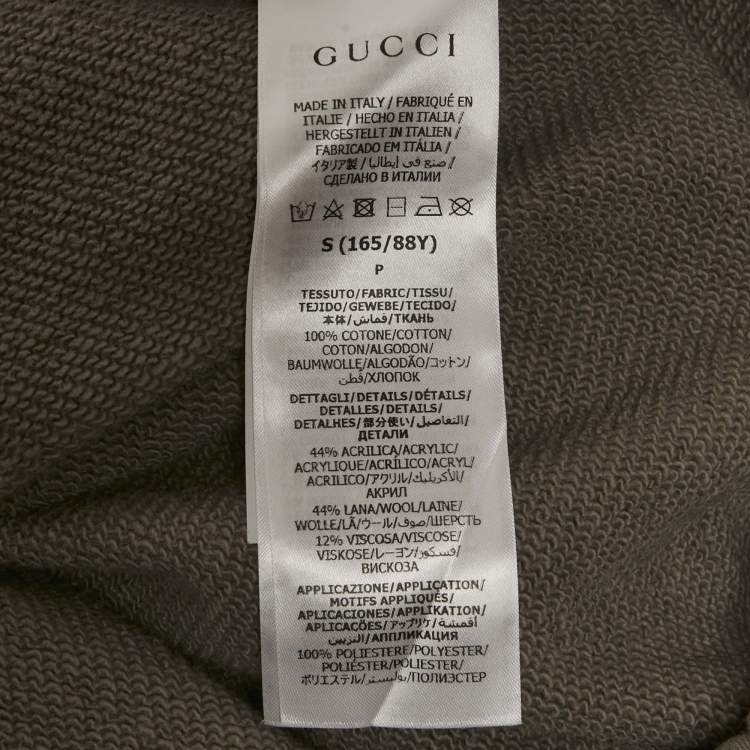 GUCCI
MADE IN ITALY / FABRIQUÉ EN
ITALIE / HECHO EN ITALIA /
HERGESTELLT IN ITALIEN /
FABRICADO EM ITÁLIA /
イタリア製 / صنع في إيطاليا /
СДЕЛАНО В ИТАЛИИ
S (165/88Y)
P
TESSUTO/FABRIC/TISSU/
TEJIDO/GEWEBE/TECIDO/
本体/قماش/ТКАНЬ
100% COTONE/COTTON/
COTON/ALGODON/
BAUMWOLLE/ALGODÃO/コットン/
قطن/ХЛОПОК
DETTAGLI/DETAILS/DÉTAILS/
DETALLES/DETAILS/
DETALHES/部分使い/التفاصيل/
ДЕТАЛИ
44% ACRILICA/ACRYLIC/
ACRYLIQUE/ACRÍLICO/ACRYL/
ACRILICO/アクリル/الأكريليك/
АКРИЛ
44% LANA/WOOL/LAINE/
WOLLE/LÃ/ウール/صوف/ШЕРСТЬ
12% VISCOSA/VISCOSE/
VISKOSE/レーヨン/فسكوز/
ВИСКОЗА
APPLICAZIONE/APPLICATION/
MOTIFS APPLIQUÉS/
APLICACIONES/APPLIKATION/
APLICAÇÕES/アップリケ/أقمشة
التزيين/АППЛИКАЦИЯ
100% POLIESTERE/POLYESTER/
POLIÉSTER/POLIESTER/
ポリエステル/بوليستر/ПОЛИЭСТЕР